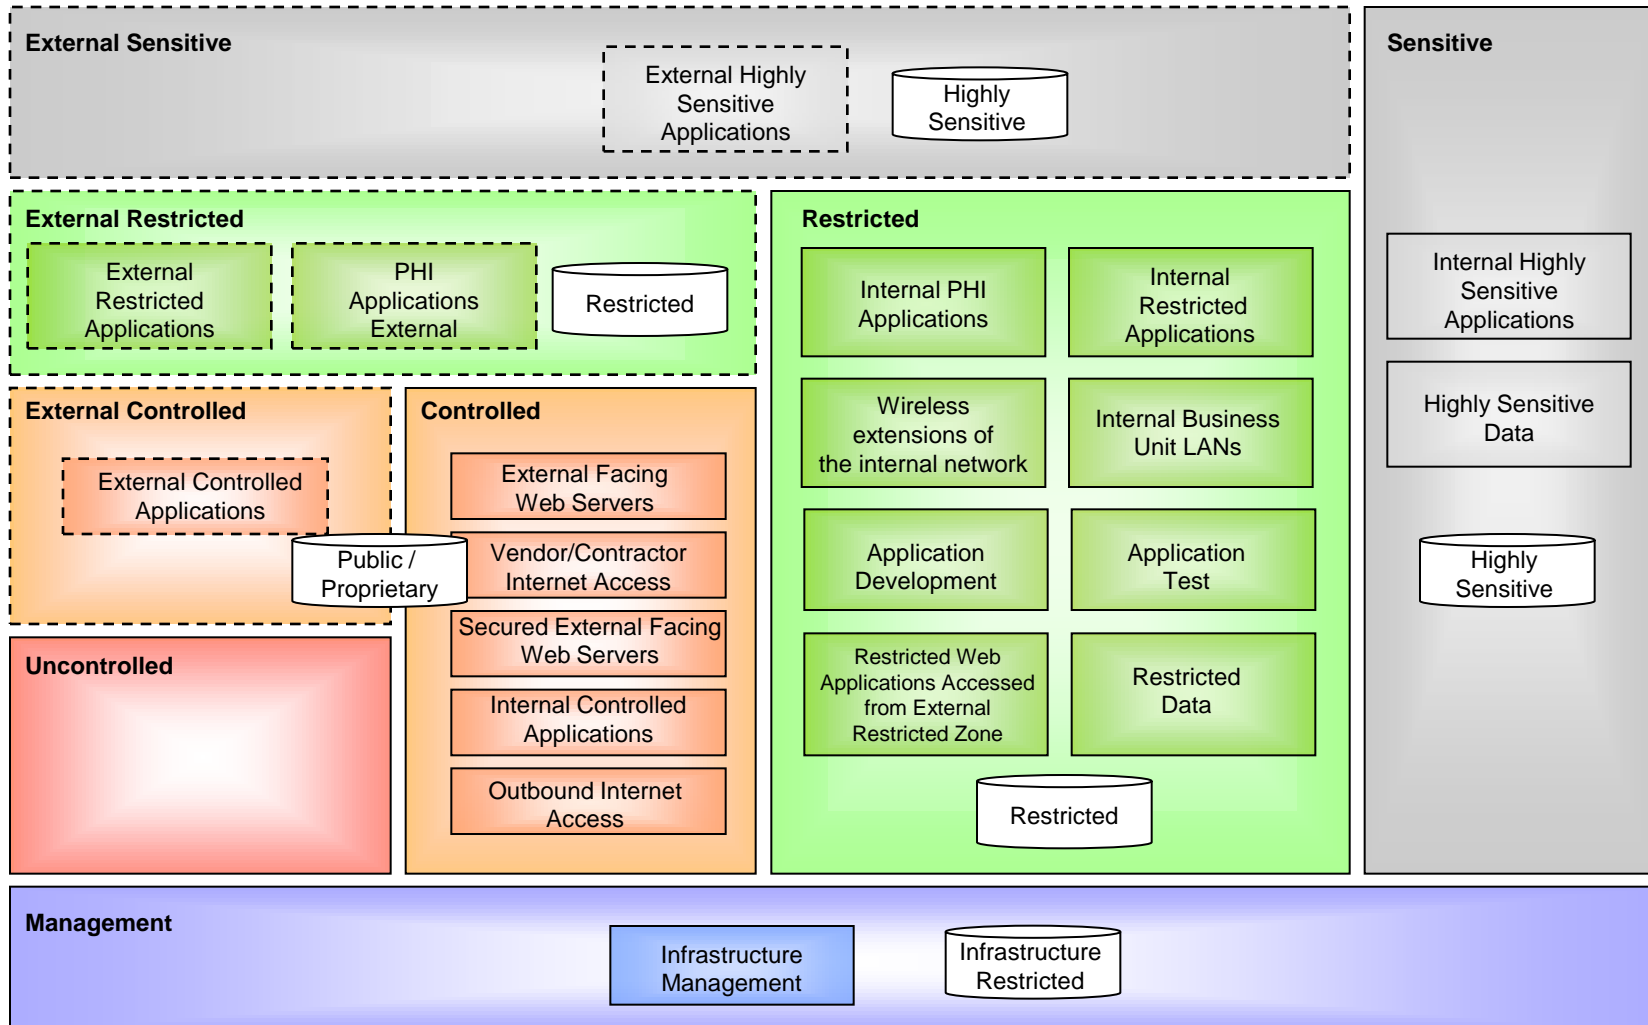 External Sensitive
External Highly
Sensitive
Applications
Highly
Sensitive
Sensitive
Internal Highly
Sensitive
Applications
Highly Sensitive
Data
Highly
Sensitive
External Restricted
External
Restricted
Applications
PHI
Applications
External
Restricted
Restricted
Internal PHI
Applications
Internal
Restricted
Applications
Wireless
extensions of
the internal network
Internal Business
Unit LANs
Application
Development
Application
Test
Restricted Web
Applications Accessed
from External
Restricted Zone
Restricted
Data
Restricted
External Controlled
External Controlled
Applications
Public /
Proprietary
Controlled
External Facing
Web Servers
Vendor/Contractor
Internet Access
Secured External Facing
Web Servers
Internal Controlled
Applications
Outbound Internet
Access
Uncontrolled
Management
Infrastructure
Management
Infrastructure
Restricted